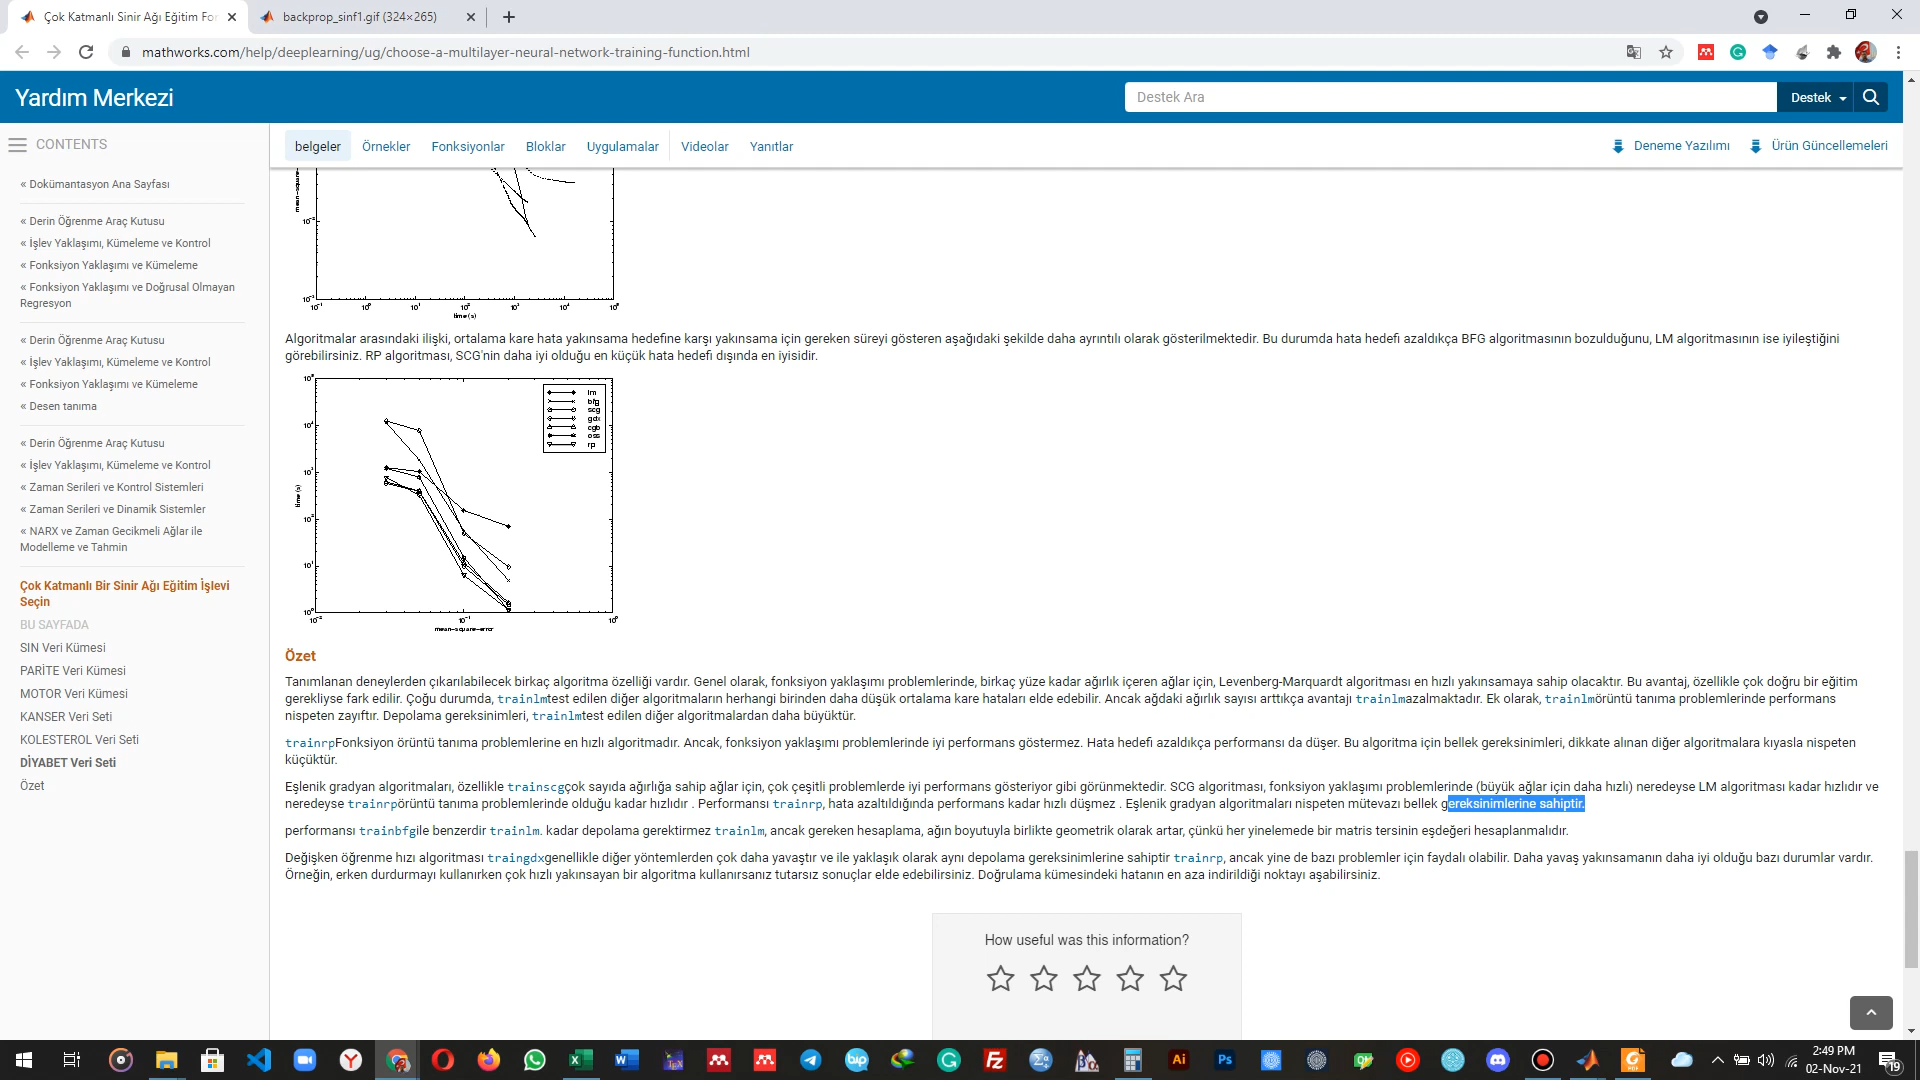 Çok Katmanlı Sinir Ağı Eğitim For
backprop_sinf1.gif (324×265)
mathworks.com/help/deeplearning/ug/choose-a-multilayer-neural-network-training-function.html
Yardım Merkezi
Destek Ara
Destek
CONTENTS
belgeler
Örnekler
Fonksiyonlar
Bloklar
Uygulamalar
Videolar
Yanıtlar
Deneme Yazılımı
Ürün Güncellemeleri
« Dokümantasyon Ana Sayfası
« Derin Öğrenme Araç Kutusu
« İşlev Yaklaşımı, Kümeleme ve Kontrol
« Fonksiyon Yaklaşımı ve Kümeleme
« Fonksiyon Yaklaşımı ve Doğrusal Olmayan
Regresyon
« Derin Öğrenme Araç Kutusu
« İşlev Yaklaşımı, Kümeleme ve Kontrol
« Fonksiyon Yaklaşımı ve Kümeleme
« Desen tanıma
« Derin Öğrenme Araç Kutusu
« İşlev Yaklaşımı, Kümeleme ve Kontrol
« Zaman Serileri ve Kontrol Sistemleri
« Zaman Serileri ve Dinamik Sistemler
« NARX ve Zaman Gecikmeli Ağlar ile
Modelleme ve Tahmin
Çok Katmanlı Bir Sinir Ağı Eğitim İşlevi
Seçin
BU SAYFADA
SIN Veri Kümesi
PARİTE Veri Kümesi
MOTOR Veri Kümesi
KANSER Veri Seti
KOLESTEROL Veri Seti
DİYABET Veri Seti
Özet
mean-square-
time (s)
Algoritmalar arasındaki ilişki, ortalama kare hata yakınsama hedefine karşı yakınsama için gereken süreyi gösteren aşağıdaki şekilde daha ayrıntılı olarak gösterilmektedir. Bu durumda hata hedefi azaldıkça BFG algoritmasının bozulduğunu, LM algoritmasının ise iyileştiğini
görebilirsiniz. RP algoritması, SCG'nin daha iyi olduğu en küçük hata hedefi dışında en iyisidir.
lm
bfg
scg
gdx
cgb
oss
rp
time (s)
mean-square-error
Özet
Tanımlanan deneylerden çıkarılabilecek birkaç algoritma özelliği vardır. Genel olarak, fonksiyon yaklaşımı problemlerinde, birkaç yüze kadar ağırlık içeren ağlar için, Levenberg-Marquardt algoritması en hızlı yakınsamaya sahip olacaktır. Bu avantaj, özellikle çok doğru bir eğitim
gerekliyse fark edilir. Çoğu durumda, trainlmtest edilen diğer algoritmaların herhangi birinden daha düşük ortalama kare hataları elde edebilir. Ancak ağdaki ağırlık sayısı arttıkça avantajı trainlmazalmaktadır. Ek olarak, trainlmörüntü tanıma problemlerinde performans
nispeten zayıftır. Depolama gereksinimleri, trainlmtest edilen diğer algoritmalardan daha büyüktür.
trainrpFonksiyon örüntü tanıma problemlerine en hızlı algoritmadır. Ancak, fonksiyon yaklaşımı problemlerinde iyi performans göstermez. Hata hedefi azaldıkça performansı da düşer. Bu algoritma için bellek gereksinimleri, dikkate alınan diğer algoritmalara kıyasla nispeten
küçüktür.
Eşlenik gradyan algoritmaları, özellikle trainscgçok sayıda ağırlığa sahip ağlar için, çok çeşitli problemlerde iyi performans gösteriyor gibi görünmektedir. SCG algoritması, fonksiyon yaklaşımı problemlerinde (büyük ağlar için daha hızlı) neredeyse LM algoritması kadar hızlıdır ve
neredeyse trainrpörüntü tanıma problemlerinde olduğu kadar hızlıdır . Performansı trainrp, hata azaltıldığında performans kadar hızlı düşmez . Eşlenik gradyan algoritmaları nispeten mütevazı bellek gereksinimlerine sahiptir.
performansı trainbfgile benzerdir trainlm. kadar depolama gerektirmez trainlm, ancak gereken hesaplama, ağın boyutuyla birlikte geometrik olarak artar, çünkü her yinelemede bir matris tersinin eşdeğeri hesaplanmalıdır.
Değişken öğrenme hızı algoritması traingdxgenellikle diğer yöntemlerden çok daha yavaştır ve ile yaklaşık olarak aynı depolama gereksinimlerine sahiptir trainrp, ancak yine de bazı problemler için faydalı olabilir. Daha yavaş yakınsamanın daha iyi olduğu bazı durumlar vardır.
Örneğin, erken durdurmayı kullanırken çok hızlı yakınsayan bir algoritma kullanırsanız tutarsız sonuçlar elde edebilirsiniz. Doğrulama kümesindeki hatanın en aza indirildiği noktayı aşabilirsiniz.
How useful was this information?
2:49 PM
02-Nov-21
19